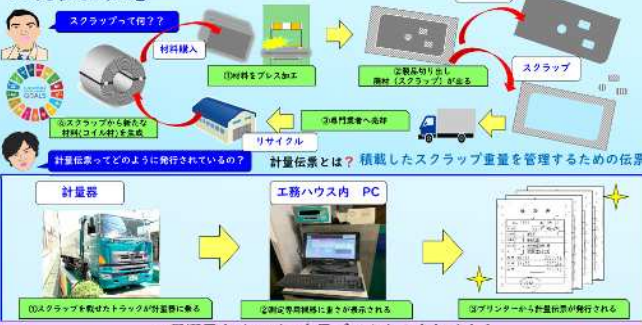 スクラップって何？？
材料購入
①材料をプレス加工
②製品切り出し
廃材（スクラップ）が出る
スクラップ
GOALS
④スクラップから新たな
材料(コイル材)を生成
③専門業者へ売却
リサイクル
計量伝票ってどのように発行されているの？
計量伝票とは？ 積載したスクラップ重量を管理するための伝票
計量器
工務ハウス内 PC
①スクラップを載せたトラックが計量器に乗る
②測定専用機器に重さが表示される
③プリンターから計量伝票が発行される